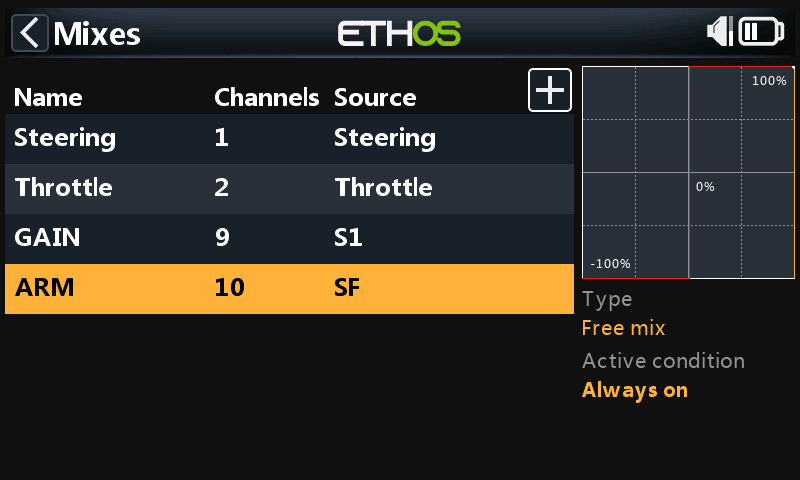 Mixes
ETHOS
Name Channels Source
Steering 1 Steering
Throttle 2 Throttle
GAIN 9 S1
ARM 10 SF
100%
0%
-100%
Type
Free mix
Active condition
Always on